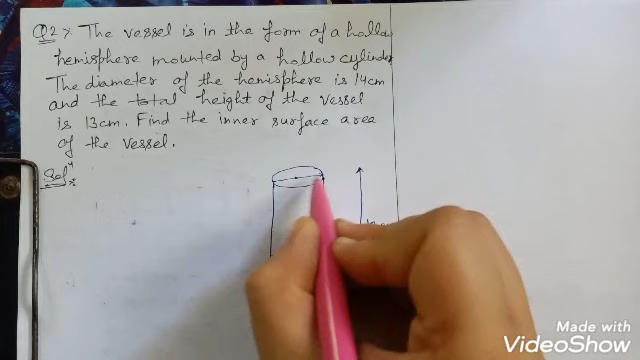 Q2> The vessel is in the form of a hollow
hemisphere mounted by a hollow cylinder
The diameter of the hemisphere is 14cm
and the total height of the vessel
is 13cm. Find the inner surface area
of the vessel.
Solⁿ
Made with
VideoShow